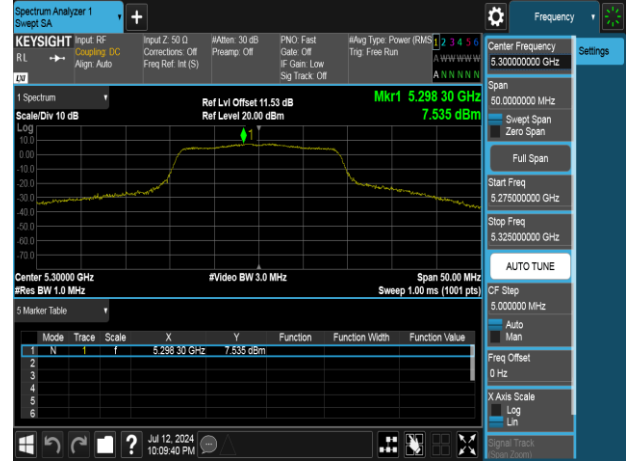 Spectrum Analyzer 1
Swept SA
+
Frequency
KEYSIGHT
RL
LXI
Input: RF
Coupling: DC
Align: Auto
Input Z: 50 Ω
Corrections: Off
Freq Ref: Int (S)
#Atten: 30 dB
Preamp: Off
PNO: Fast
Gate: Off
IF Gain: Low
Sig Track: Off
#Avg Type: Power (RMS
Trig: Free Run
1 2 3 4 5 6
A W W W W W
A N N N N N
1 Spectrum
Scale/Div 10 dB
Ref Lvl Offset 11.53 dB
Ref Level 20.00 dBm
Mkr1 5.298 30 GHz
7.535 dBm
Log
1
10.0
0.00
-10.0
-20.0
-30.0
-40.0
-50.0
-60.0
-70.0
Center 5.30000 GHz
#Res BW 1.0 MHz
#Video BW 3.0 MHz
Span 50.00 MHz
Sweep 1.00 ms (1001 pts)
5 Marker Table
Mode Trace Scale X Y Function Function Width Function Value
1 N 1 f 5.298 30 GHz 7.535 dBm
2
3
4
5
6
Jul 12, 2024
10:09:40 PM
?
Center Frequency
5.300000000 GHz
Settings
Span
50.0000000 MHz
Swept Span
Zero Span
Full Span
Start Freq
5.275000000 GHz
Stop Freq
5.325000000 GHz
AUTO TUNE
CF Step
5.000000 MHz
Auto
Man
Freq Offset
0 Hz
X Axis Scale
Log
Lin
Signal Track
(Span Zoom)